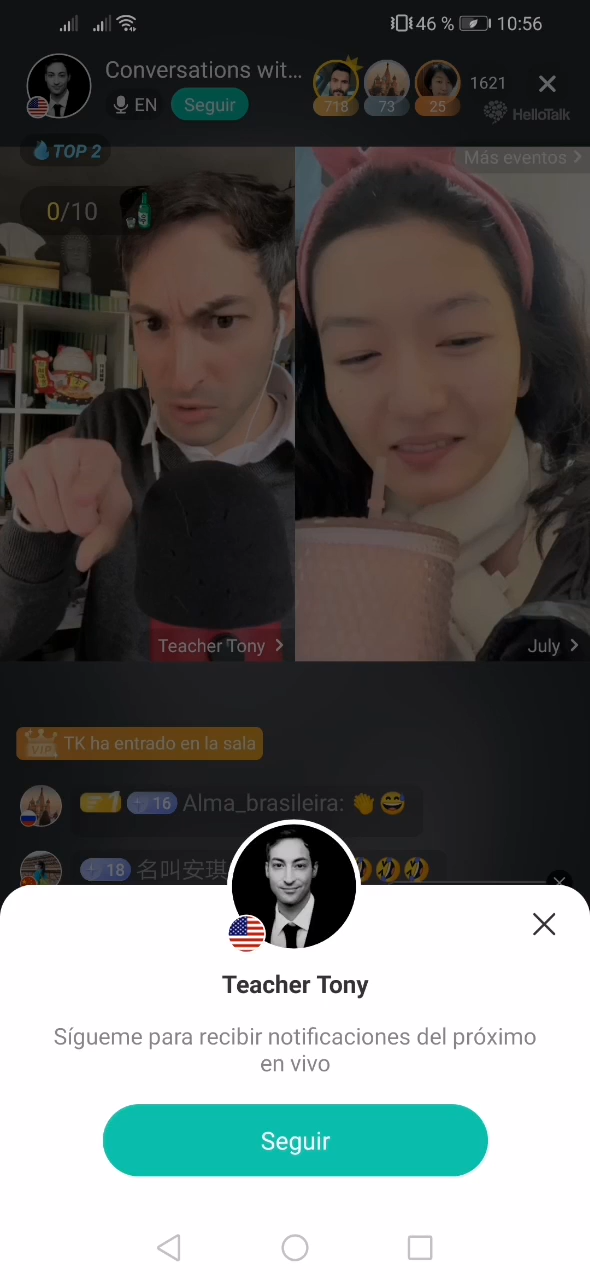 46 % 10:56
Conversations wit...
EN
Seguir
718
73
25
1621
HelloTalk
TOP 2
Más eventos
0/10
Teacher Tony
July
VIP TK ha entrado en la sala
1 16 Alma_brasileira:
18 名叫安琪
Teacher Tony
Sígueme para recibir notificaciones del próximo
en vivo
Seguir